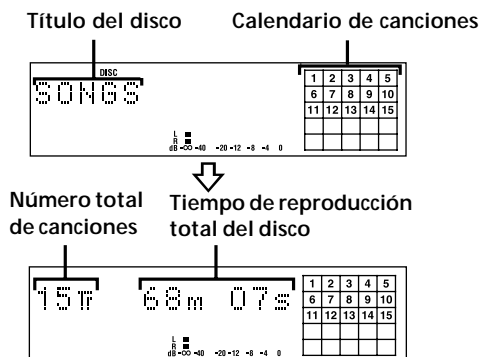 Título del disco
Calendario de canciones
DISC
SONGS
1 2 3 4 5
6 7 8 9 10
11 12 13 14 15
L
R
dB -∞ -40 -20 -12 -8 -4 0
Número total
de canciones
Tiempo de reproducción
total del disco
15Tr 68m 07s
1 2 3 4 5
6 7 8 9 10
11 12 13 14 15
L
R
dB -∞ -40 -20 -12 -8 -4 0